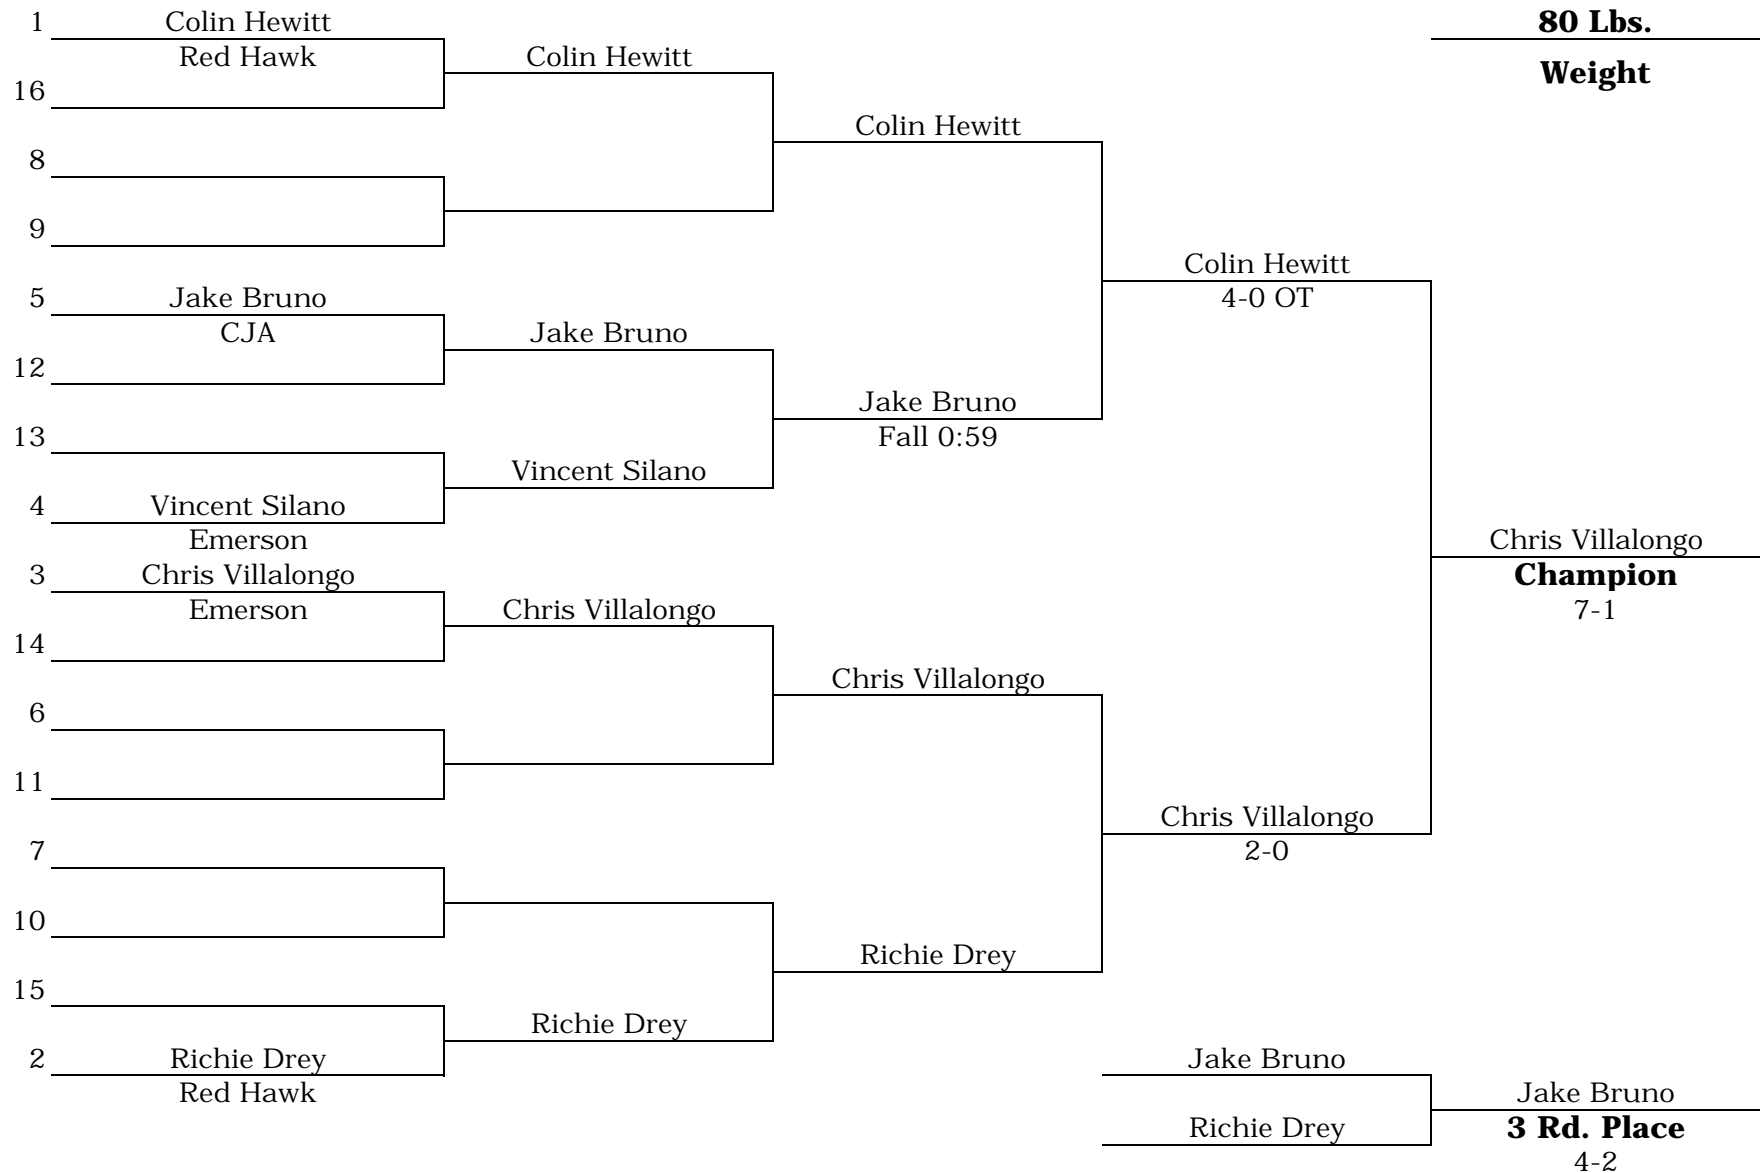 1 Colin Hewitt
Red Hawk
16
8
9
5 Jake Bruno
CJA
12
13
4 Vincent Silano
Emerson
3 Chris Villalongo
Emerson
14
6
11
7
10
15
2 Richie Drey
Red Hawk
Colin Hewitt
Jake Bruno
Vincent Silano
Chris Villalongo
Richie Drey
Colin Hewitt
Jake Bruno
Fall 0:59
Chris Villalongo
Richie Drey
Colin Hewitt
4-0 OT
Chris Villalongo
2-0
Jake Bruno
Richie Drey
80 Lbs.
Weight
Chris Villalongo
Champion
7-1
Jake Bruno
3 Rd. Place
4-2